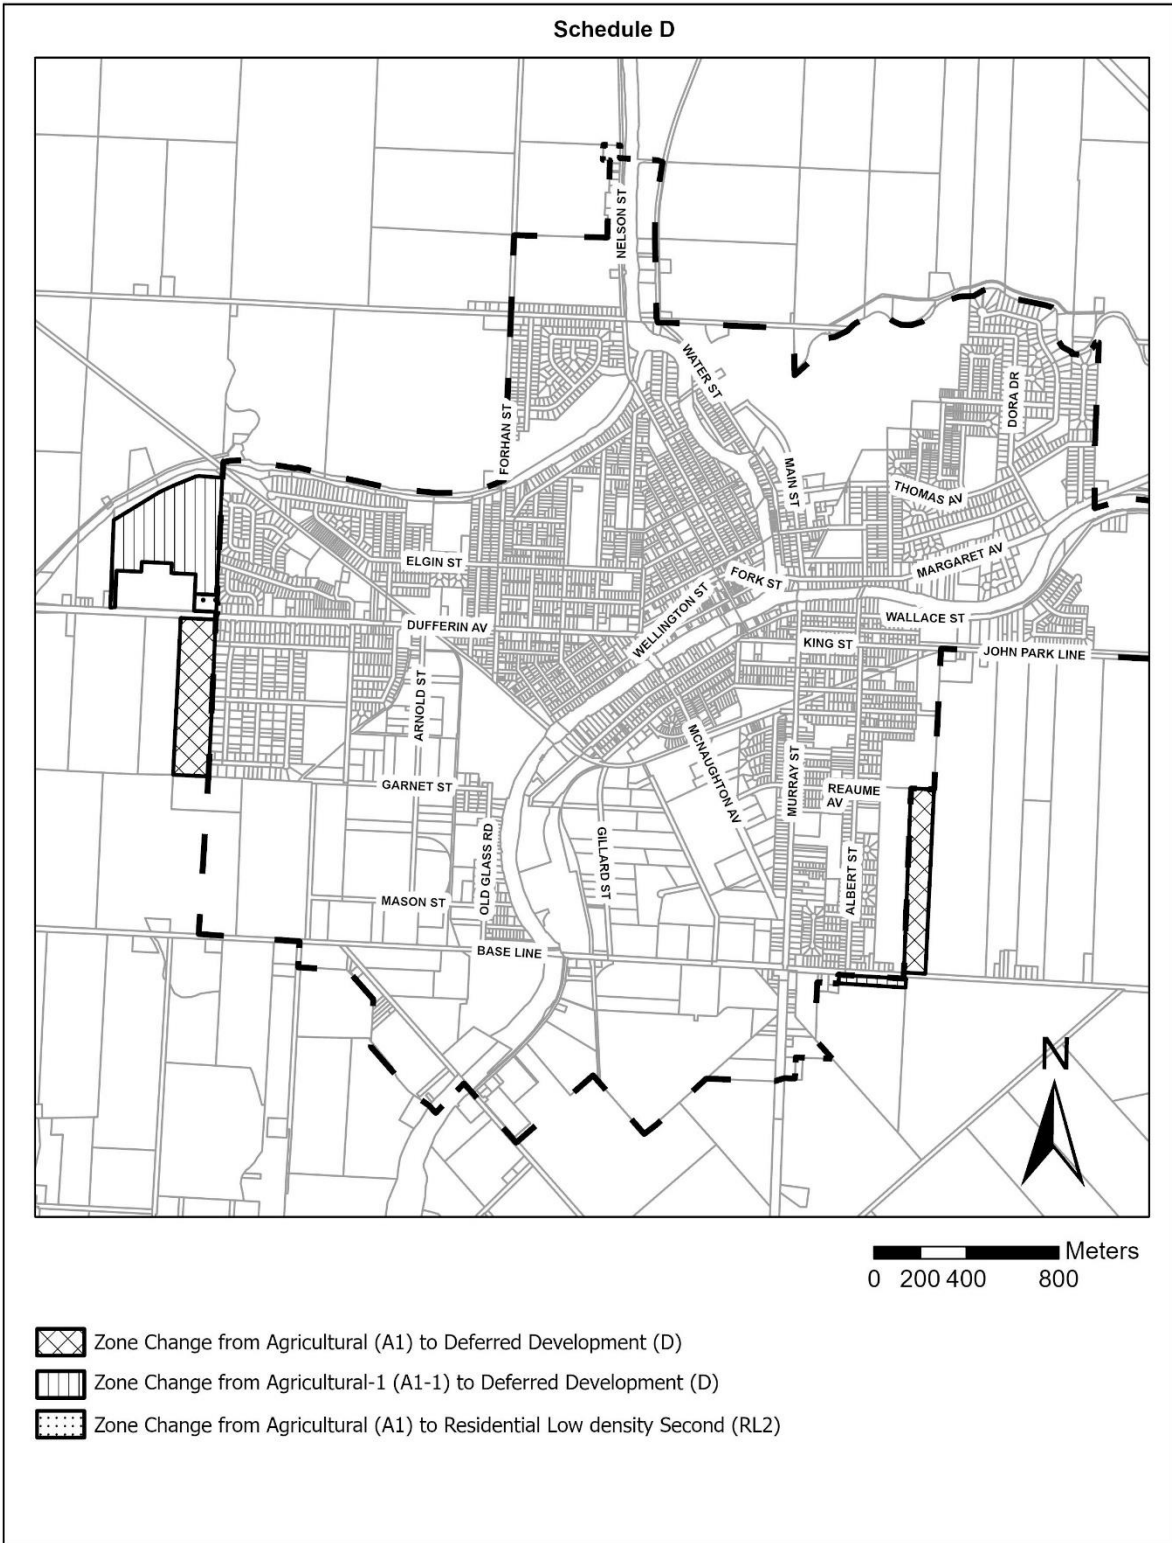 Schedule D
NELSON ST
WATER ST
DORA DR
FORHAN ST
MAIN ST
THOMAS AV
ELGIN ST
MARGARET AV
FORK ST
WELLINGTON ST
WALLACE ST
DUFFERIN AV
KING ST
JOHN PARK LINE
ARNOLD ST
MCNAUGHTON AV
MURRAY ST
GARNET ST
REAUME
AV
OLD GLASS RD
GILLARD ST
ALBERT ST
MASON ST
BASE LINE
N
Meters
0 200 400 800
Zone Change from Agricultural (A1) to Deferred Development (D)
Zone Change from Agricultural-1 (A1-1) to Deferred Development (D)
Zone Change from Agricultural (A1) to Residential Low density Second (RL2)